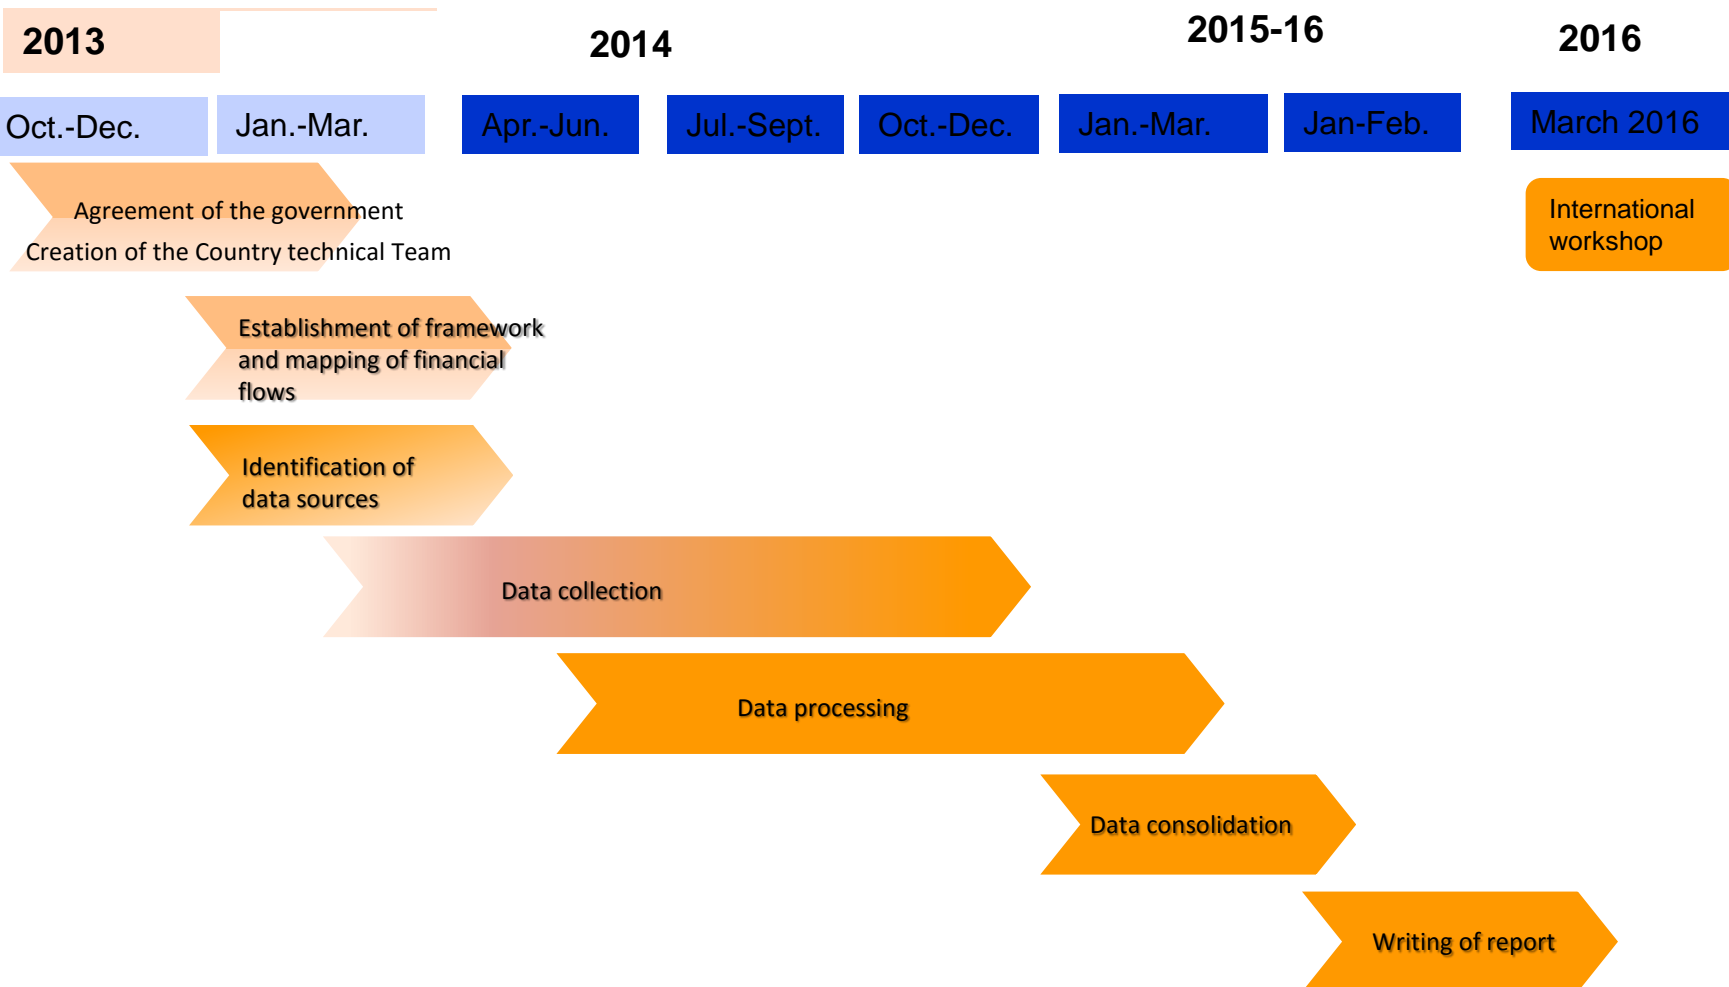 2013
2014
2015-16
2016
Oct.-Dec.
Jan.-Mar.
Apr.-Jun.
Jul.-Sept.
Oct.-Dec.
Jan.-Mar.
Jan-Feb.
March 2016
Agreement of the government
Creation of the Country technical Team
International
workshop
Establishment of framework
and mapping of financial
flows
Identification of
data sources
Data collection
Data processing
Data consolidation
Writing of report